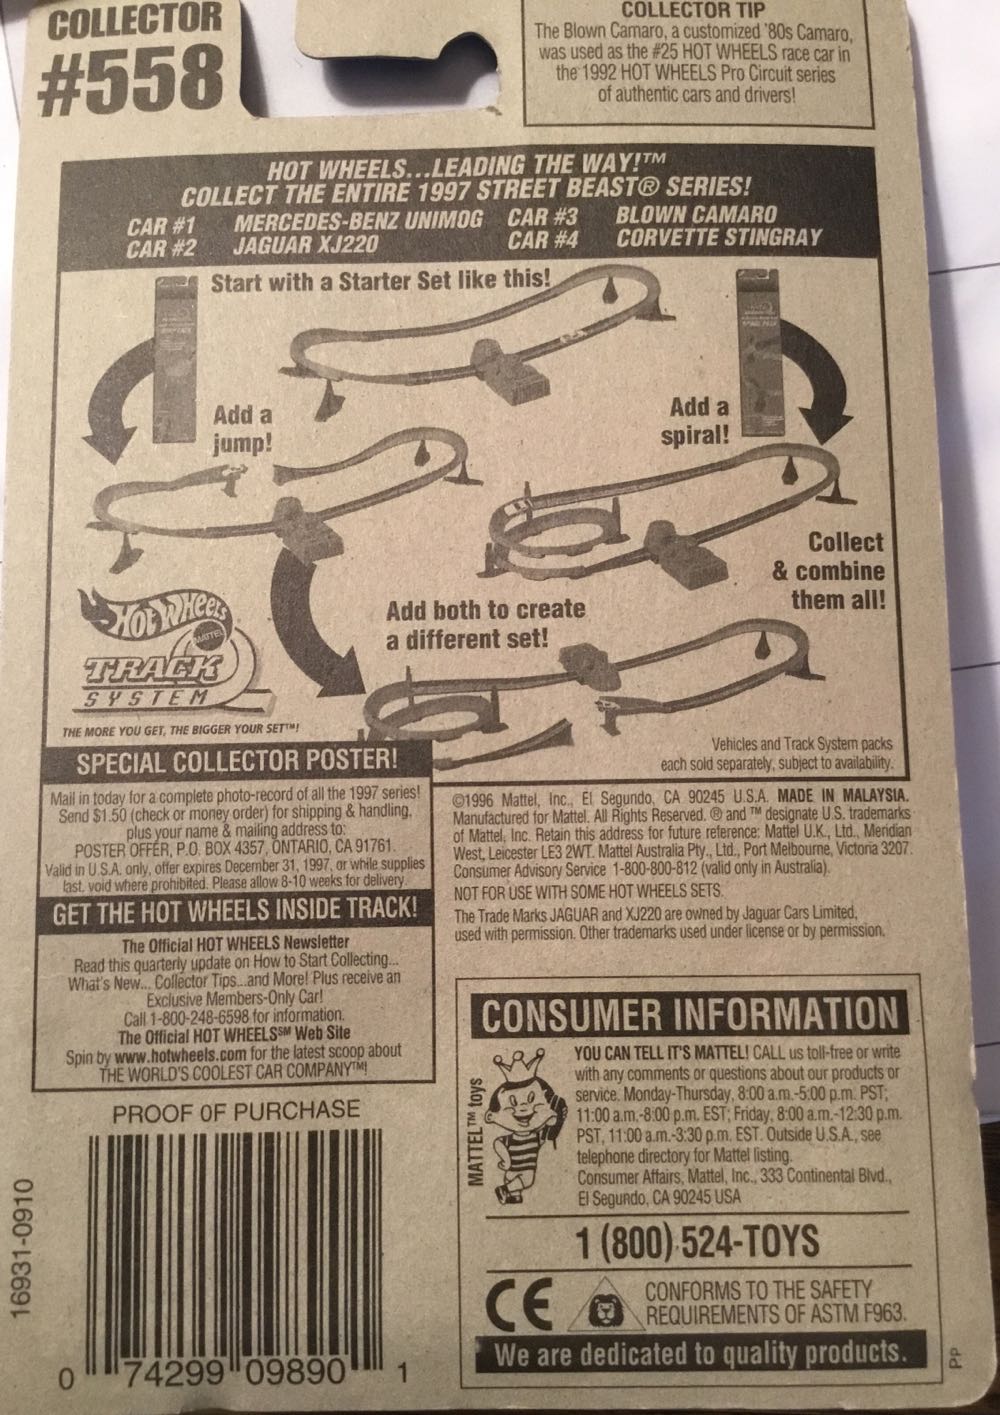 COLLECTOR
#558
COLLECTOR TIP
The Blown Camaro, a customized '80s Camaro,
was used as the #25 HOT WHEELS race car in
the 1992 HOT WHEELS Pro Circuit series
of authentic cars and drivers!
HOT WHEELS...LEADING THE WAY!™
COLLECT THE ENTIRE 1997 STREET BEAST® SERIES!
CAR #1 MERCEDES-BENZ UNIMOG CAR #3 BLOWN CAMARO
CAR #2 JAGUAR XJ220 CAR #4 CORVETTE STINGRAY
Start with a Starter Set like this!
Add a
jump!
Add a
spiral!
Collect
& combine
them all!
Add both to create
a different set!
HOT WHEELS
MATTEL
TRACK
SYSTEM
THE MORE YOU GET, THE BIGGER YOUR SET™!
Vehicles and Track System packs
each sold separately, subject to availability.
SPECIAL COLLECTOR POSTER!
Mail in today for a complete photo-record of all the 1997 series!
Send $1.50 (check or money order) for shipping & handling,
plus your name & mailing address to:
POSTER OFFER, P.O. BOX 4357, ONTARIO, CA 91761.
Valid in U.S.A. only, offer expires December 31, 1997, or while supplies
last, void where prohibited. Please allow 8-10 weeks for delivery.
GET THE HOT WHEELS INSIDE TRACK!
The Official HOT WHEELS Newsletter
Read this quarterly update on How to Start Collecting...
What's New... Collector Tips...and More! Plus receive an
Exclusive Members-Only Car!
Call 1-800-248-6598 for information.
The Official HOT WHEELS℠ Web Site
Spin by www.hotwheels.com for the latest scoop about
THE WORLD'S COOLEST CAR COMPANY™!
©1996 Mattel, Inc., El Segundo, CA 90245 U.S.A. MADE IN MALAYSIA.
Manufactured for Mattel. All Rights Reserved. ® and ™ designate U.S. trademarks
of Mattel, Inc. Retain this address for future reference: Mattel U.K., Ltd., Meridian
West, Leicester LE3 2WT. Mattel Australia Pty., Ltd., Port Melbourne, Victoria 3207.
Consumer Advisory Service 1-800-800-812 (valid only in Australia).
NOT FOR USE WITH SOME HOT WHEELS SETS.
The Trade Marks JAGUAR and XJ220 are owned by Jaguar Cars Limited,
used with permission. Other trademarks used under license or by permission.
CONSUMER INFORMATION
MATTEL™ toys
YOU CAN TELL IT'S MATTEL! CALL us toll-free or write
with any comments or questions about our products or
service. Monday-Thursday, 8:00 a.m.-5:00 p.m. PST;
11:00 a.m.-8:00 p.m. EST; Friday, 8:00 a.m.-12:30 p.m.
PST, 11:00 a.m.-3:30 p.m. EST. Outside U.S.A., see
telephone directory for Mattel listing.
Consumer Affairs, Mattel, Inc., 333 Continental Blvd.,
El Segundo, CA 90245 USA
1 (800) 524-TOYS
CE
CONFORMS TO THE SAFETY
REQUIREMENTS OF ASTM F963.
We are dedicated to quality products.
PP
PROOF OF PURCHASE
16931-0910
0 74299 09890 1